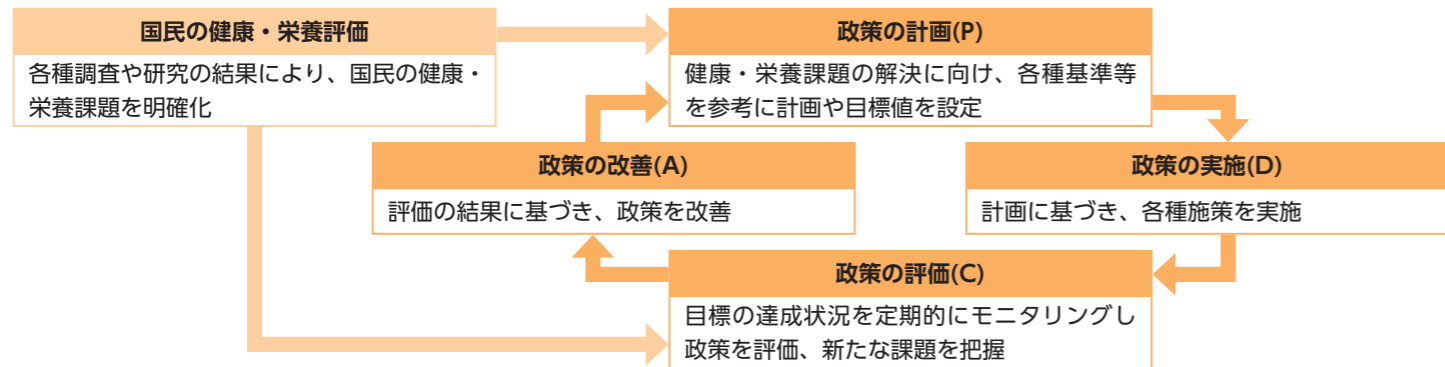 国民の健康・栄養評価
各種調査や研究の結果により、国民の健康・
栄養課題を明確化
政策の計画(P)
健康・栄養課題の解決に向け、各種基準等
を参考に計画や目標値を設定
政策の改善(A)
評価の結果に基づき、政策を改善
政策の実施(D)
計画に基づき、各種施策を実施
政策の評価(C)
目標の達成状況を定期的にモニタリングし
政策を評価、新たな課題を把握